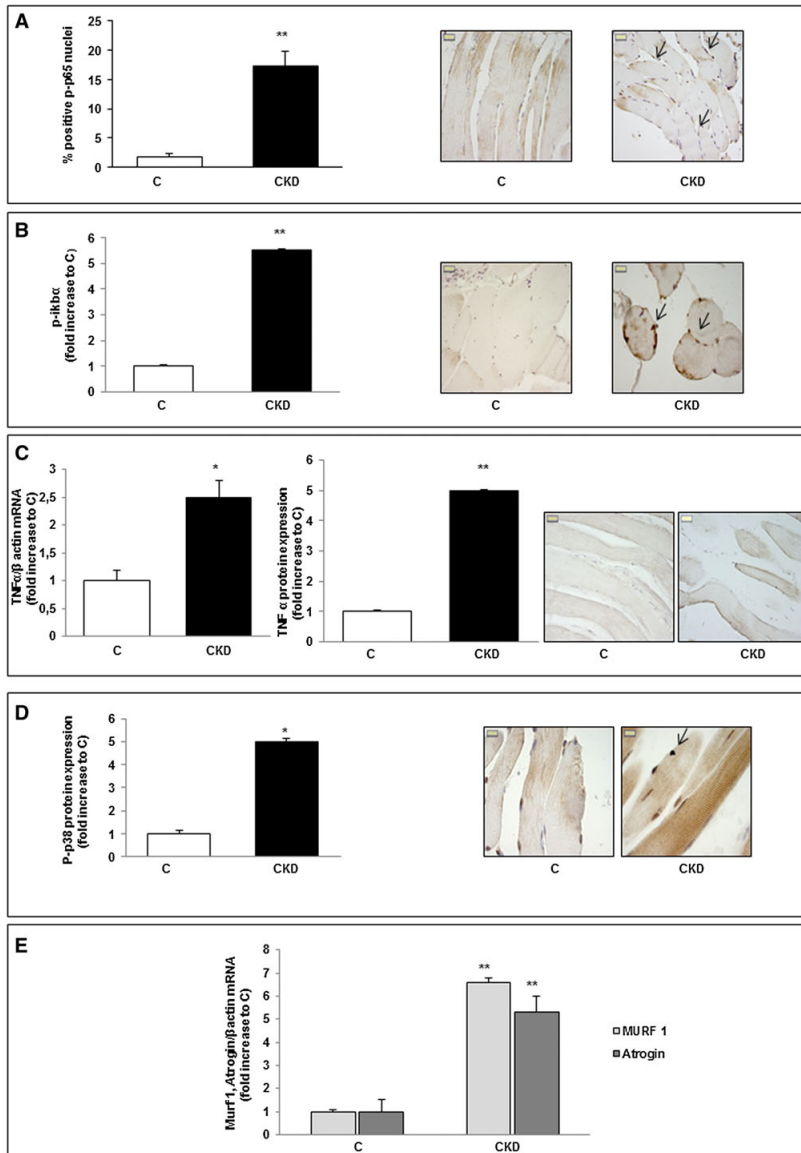 A
% positive p-p65 nuclei
25
20
15
10
5
0
**
C
CKD
C
CKD
B
p-ikbα
(fold increase to C)
6
5
4
3
2
1
0
**
C
CKD
C
CKD
C
TNFα/β actin mRNA
(fold increase to C)
3
2,5
2
1,5
1
0,5
0
*
C
CKD
TNF α protein expression
(fold increase to C)
6
5
4
3
2
1
0
**
C
CKD
C
CKD
D
P-p38 protein expression
(fold increase to C)
6
5
4
3
2
1
0
*
C
CKD
C
CKD
E
Murf 1, Atrogin/βactin mRNA
(fold increase to C)
8
7
6
5
4
3
2
1
0
**
**
C
CKD
MURF 1
Atrogin